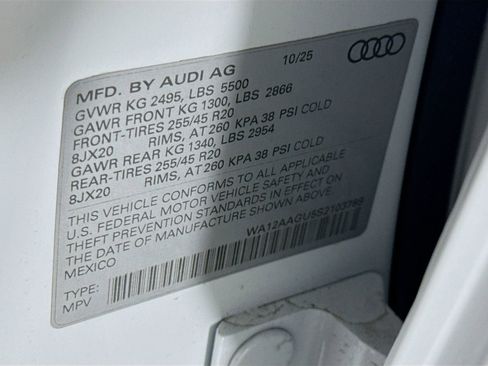 MFD. BY AUDI AG 10/25
GVWR KG 2495, LBS 5500
GAWR FRONT KG 1300, LBS 2866
FRONT-TIRES 255/45 R20
8JX20 RIMS, AT 260 KPA 38 PSI COLD
GAWR REAR KG 1340, LBS 2954
REAR-TIRES 255/45 R20
8JX20 RIMS, AT 260 KPA 38 PSI COLD
THIS VEHICLE CONFORMS TO ALL APPLICABLE
U.S. FEDERAL MOTOR VEHICLE SAFETY AND
THEFT PREVENTION STANDARDS IN EFFECT ON
THE DATE OF MANUFACTURE SHOWN ABOVE.
MEXICO
TYPE:
MPV